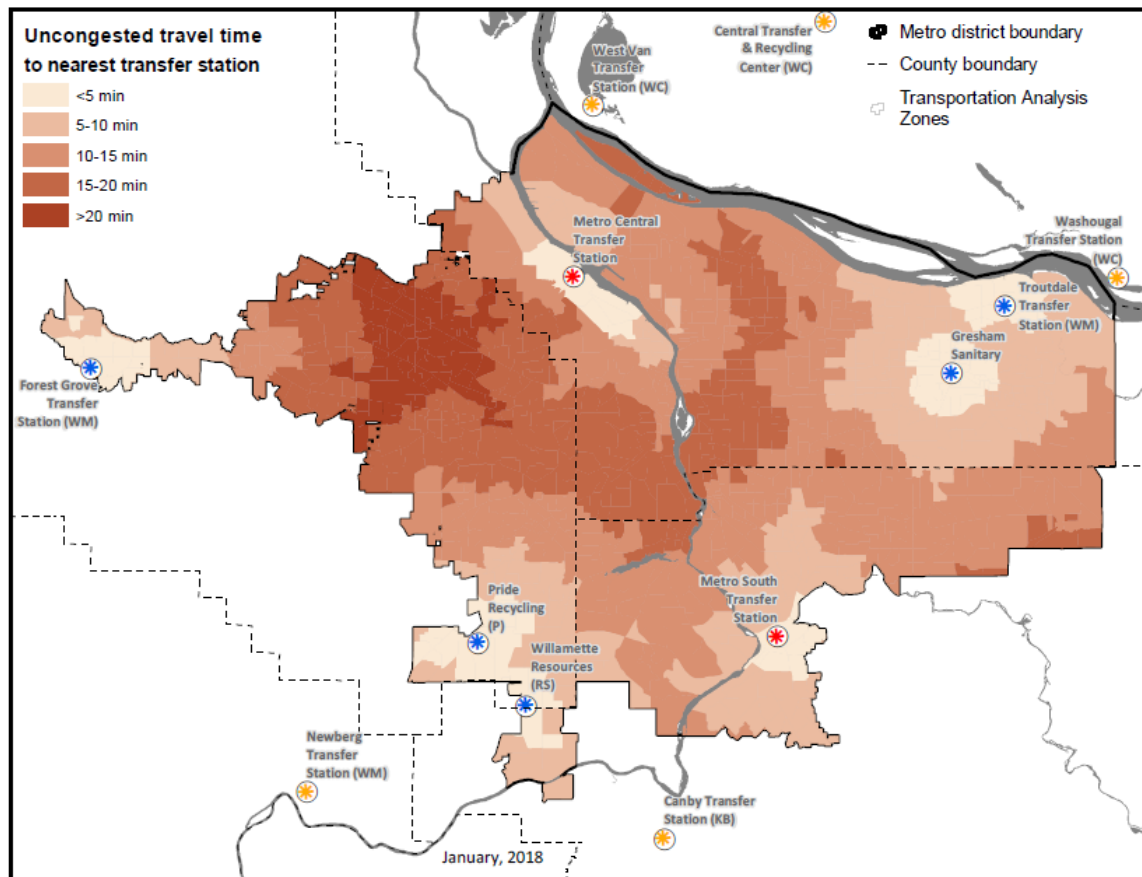 Uncongested travel time
to nearest transfer station
<5 min
5-10 min
10-15 min
15-20 min
>20 min
West Van
Transfer
Station (WC)
Central Transfer
& Recycling
Center (WC)
Metro district boundary
County boundary
Transportation Analysis
Zones
Metro Central
Transfer
Station
Washougal
Transfer Station
(WC)
Troutdale
Transfer
Station (WM)
Gresham
Sanitary
Forest Grove
Transfer
Station (WM)
Pride
Recycling
(P)
Metro South
Transfer
Station
Willamette
Resources
(RS)
Newberg
Transfer
Station (WM)
Canby Transfer
Station (KB)
January, 2018